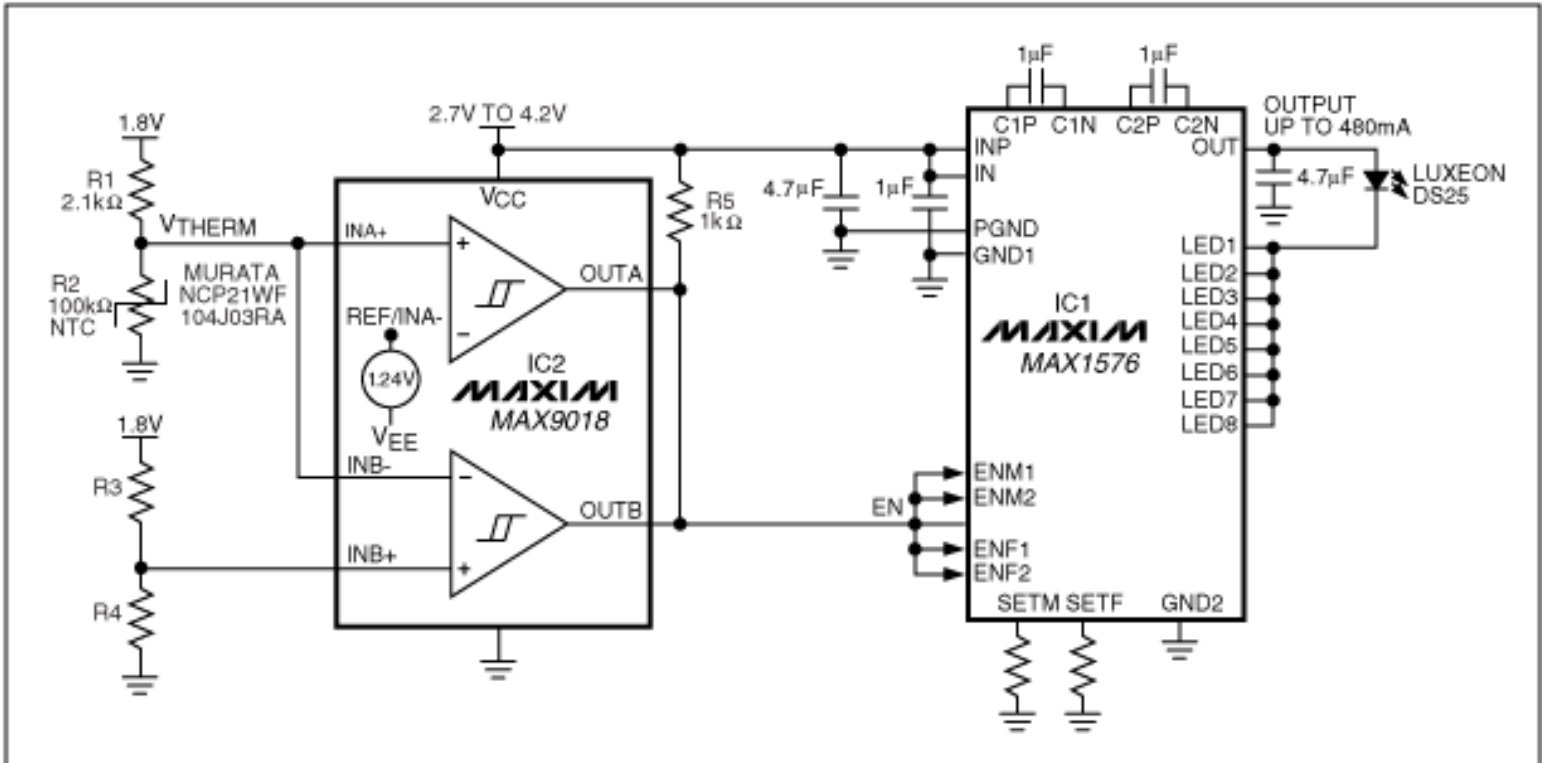 1.8V
R1
2.1kΩ
VTHERM
R2
100kΩ
NTC
MURATA
NCP21WF
104J03RA
1.8V
R3
R4
2.7V TO 4.2V
VCC
INA+
+
−
OUTA
REF/INA-
1.24V
VEE
IC2
MAXIM
MAX9018
INB-
−
OUTB
INB+
+
R5
1kΩ
4.7µF
1µF
1µF
1µF
C1P C1N C2P C2N
INP
IN
PGND
GND1
OUT
OUTPUT
UP TO 480mA
4.7µF
LUXEON
DS25
LED1
LED2
LED3
LED4
LED5
LED6
LED7
LED8
IC1
MAXIM
MAX1576
EN
ENM1
ENM2
ENF1
ENF2
SETM SETF GND2